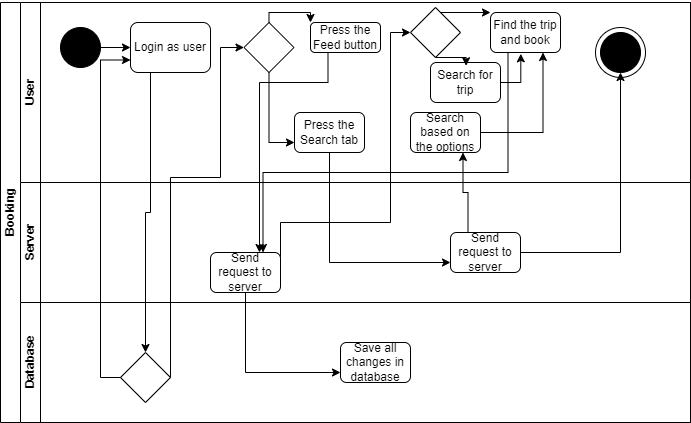 Booking
User
Login as user
Press the
Feed button
Find the trip
and book
Search for
trip
Press the
Search tab
Search
based on
the options
Server
Send
request to
server
Send
request to
server
Database
Save all
changes in
database